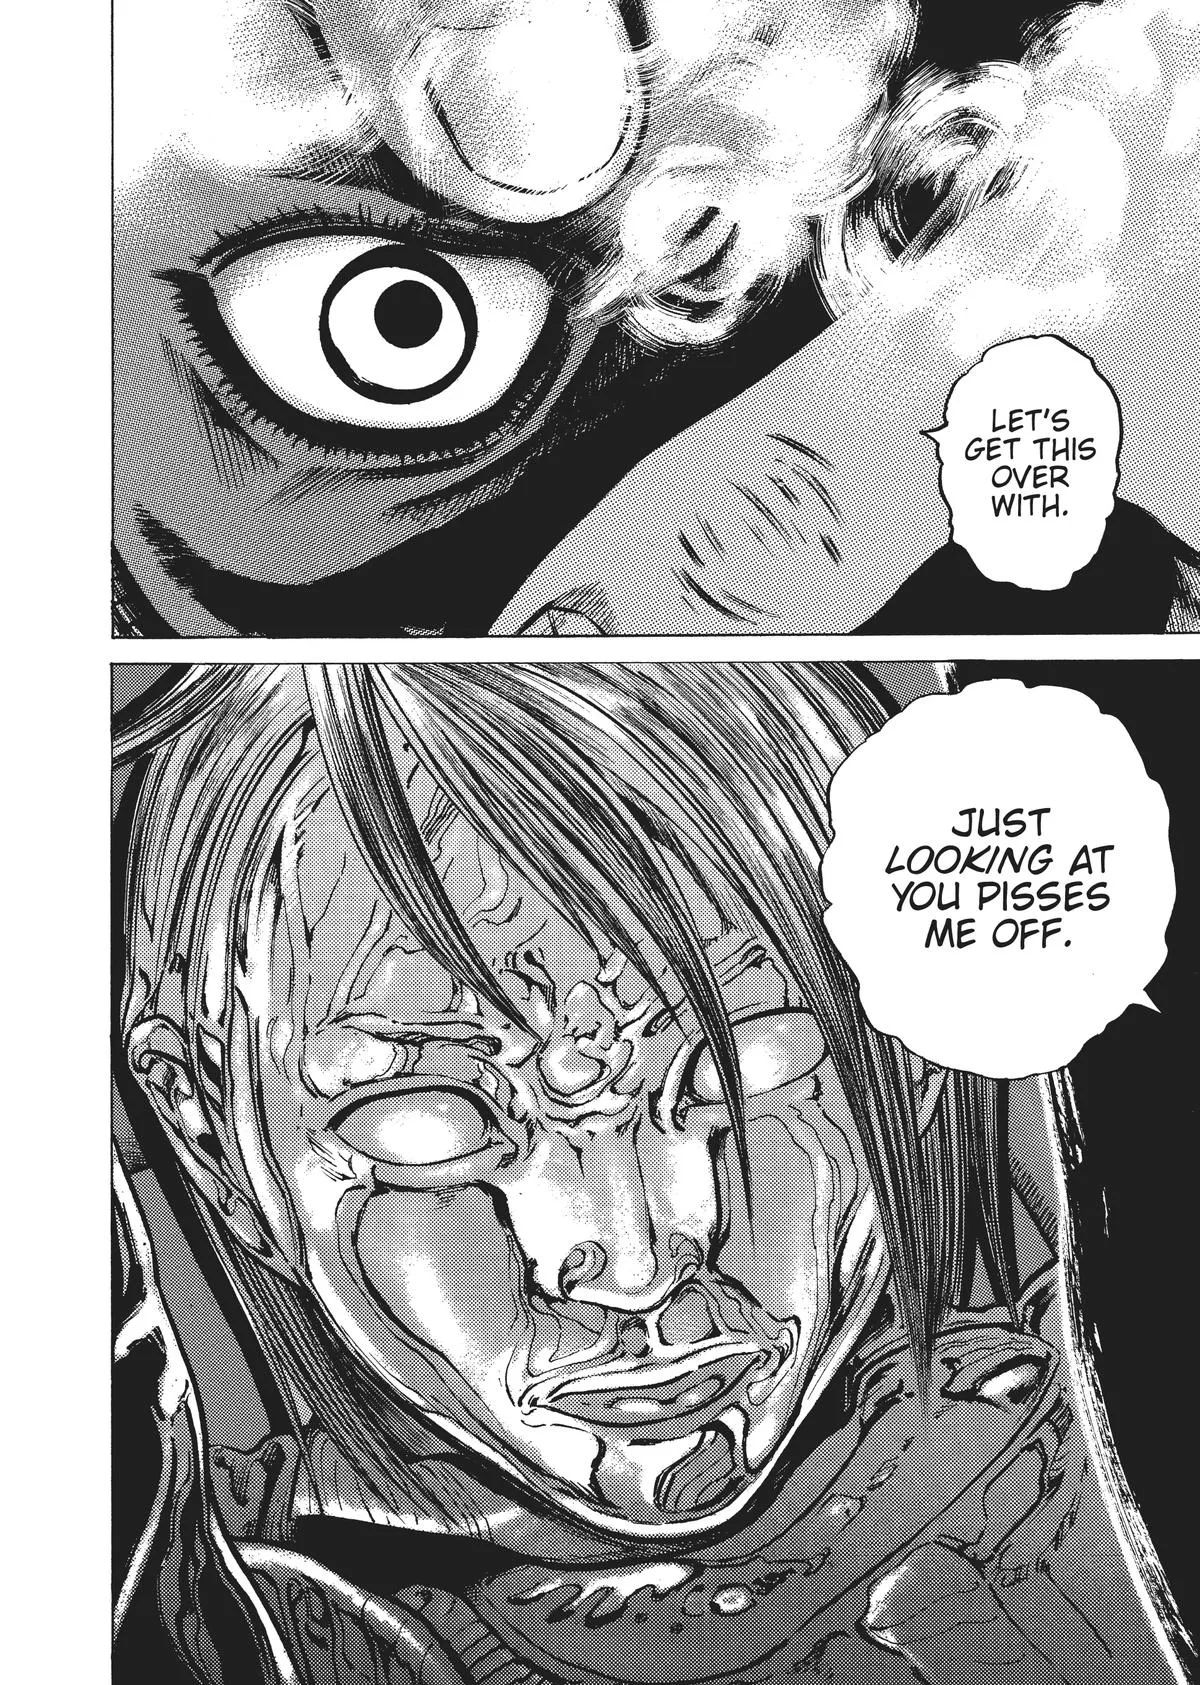 LET'S
GET THIS
OVER
WITH.
JUST
LOOKING AT
YOU PISSES
ME OFF.